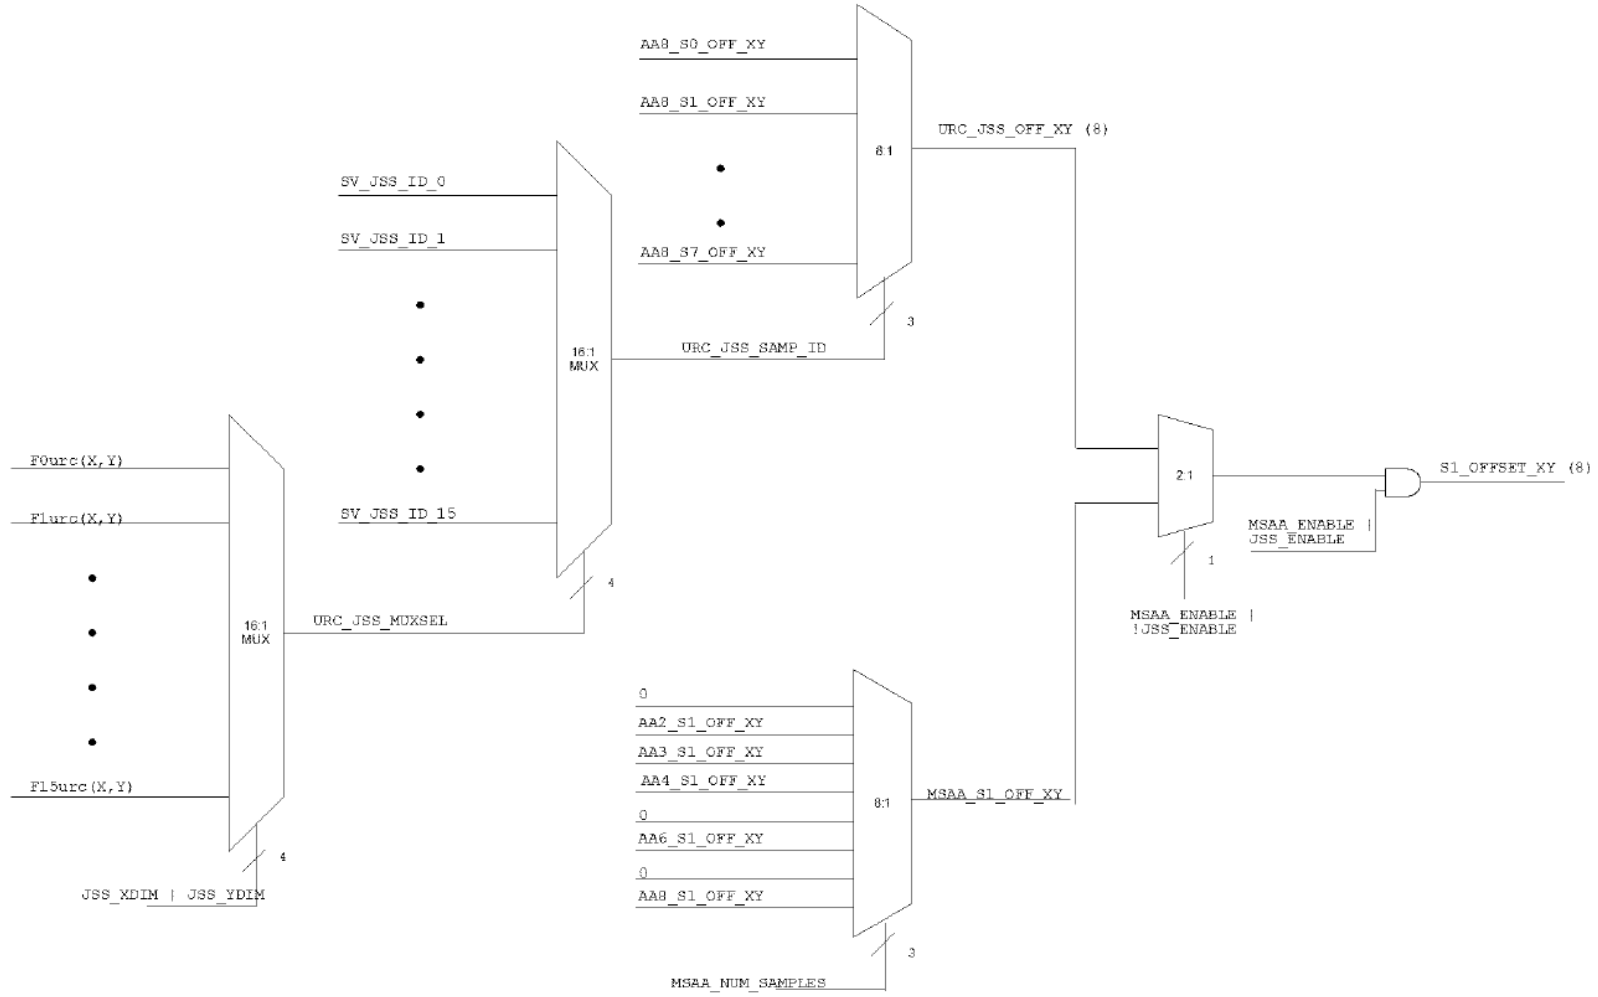 AA8_S0_OFF_XY
AA8_S1_OFF_XY
URC_JSS_OFF_XY (8)
8:1
SV_JSS_ID_0
SV_JSS_ID_1
AA8_S7_OFF_XY
3
URC_JSS_SAMP_ID
16:1
MUX
F0urc(X,Y)
S1_OFFSET_XY (8)
2:1
F1urc(X,Y)
SV_JSS_ID_15
MSAA_ENABLE |
JSS_ENABLE
1
4
MSAA_ENABLE |
!JSS_ENABLE
URC_JSS_MUXSEL
16:1
MUX
0
AA2_S1_OFF_XY
AA3_S1_OFF_XY
AA4_S1_OFF_XY
F15urc(X,Y)
MSAA_S1_OFF_XY
8:1
0
AA6_S1_OFF_XY
4
0
JSS_XDIM | JSS_YDIM
AA8_S1_OFF_XY
3
MSAA_NUM_SAMPLES